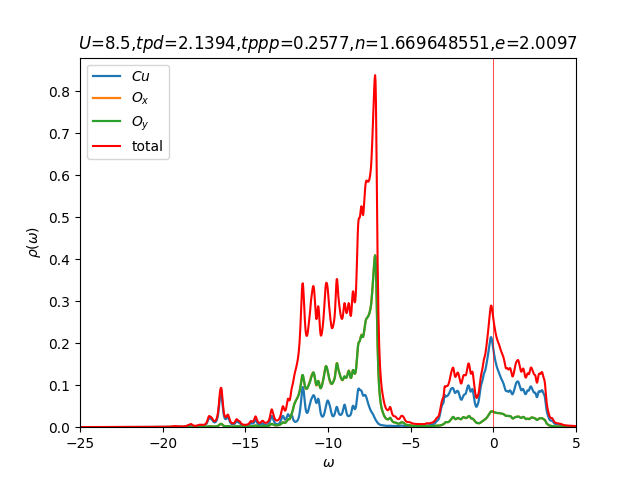 U=8.5,tpd=2.1394,tppp=0.2577,n=1.669648551,e=2.0097
Cu
Oₓ
Oᵧ
total
ρ(ω)
0.8
0.7
0.6
0.5
0.4
0.3
0.2
0.1
0.0
−25
−20
−15
−10
−5
0
5
ω